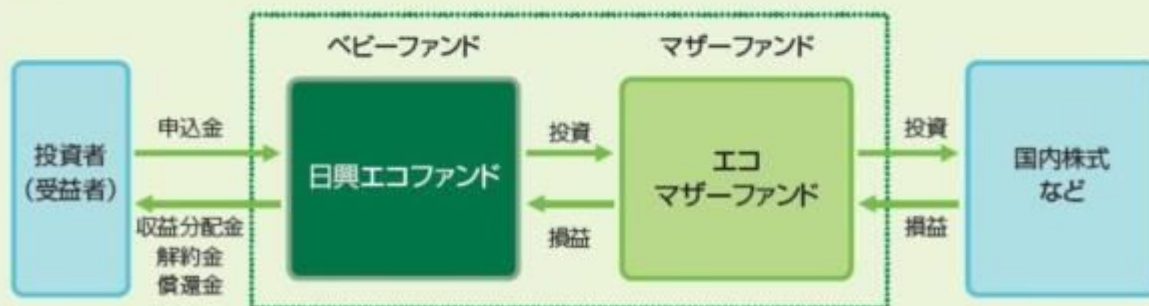 ベビーファンド
マザーファンド
投資者
(受益者)
申込金
収益分配金
解約金
償還金
日興エコファンド
投資
損益
エコ
マザーファンド
投資
損益
国内株式
など